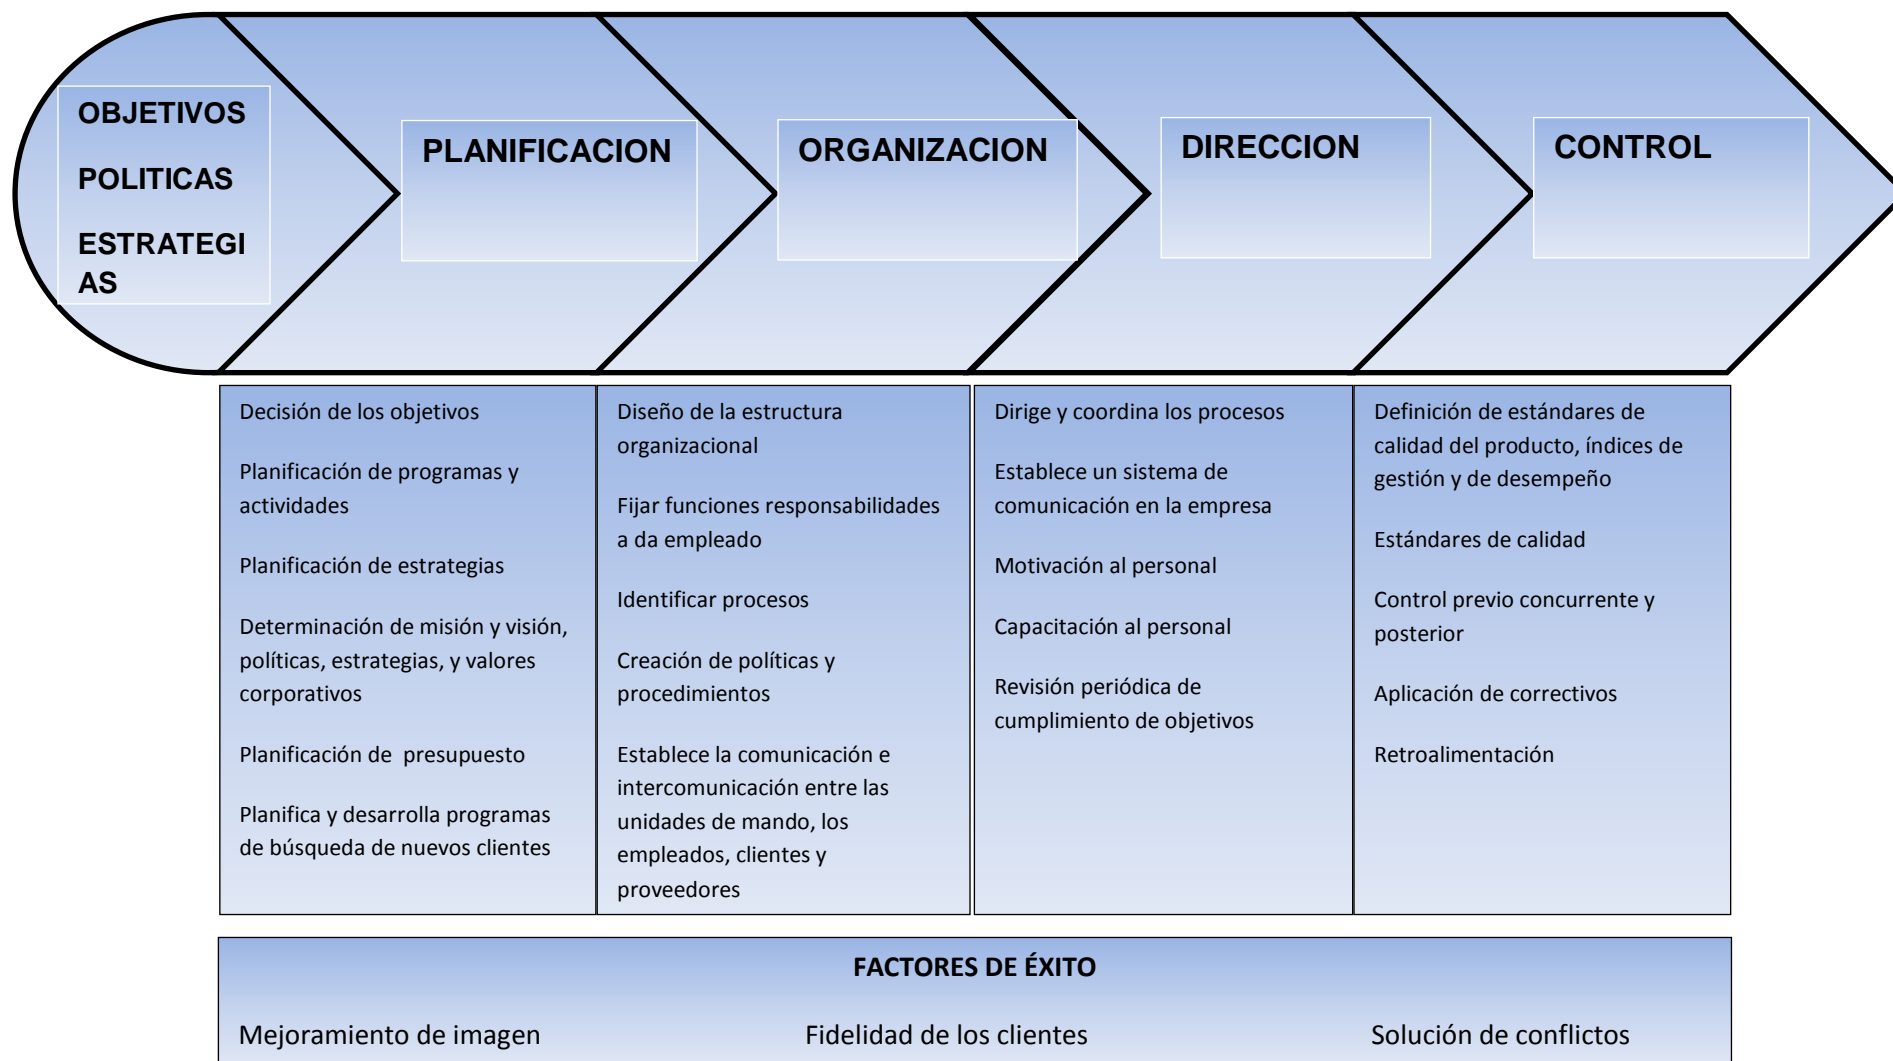 OBJETIVOS
POLITICAS
ESTRATEGI
AS
PLANIFICACION
ORGANIZACION
DIRECCION
CONTROL
Decisión de los objetivos
Planificación de programas y
actividades
Planificación de estrategias
Determinación de misión y visión,
políticas, estrategias, y valores
corporativos
Planificación de  presupuesto
Planifica y desarrolla programas
de búsqueda de nuevos clientes
Diseño de la estructura
organizacional
Fijar funciones responsabilidades
a da empleado
Identificar procesos
Creación de políticas y
procedimientos
Establece la comunicación e
intercomunicación entre las
unidades de mando, los
empleados, clientes y
proveedores
Dirige y coordina los procesos
Establece un sistema de
comunicación en la empresa
Motivación al personal
Capacitación al personal
Revisión periódica de
cumplimiento de objetivos
Definición de estándares de
calidad del producto, índices de
gestión y de desempeño
Estándares de calidad
Control previo concurrente y
posterior
Aplicación de correctivos
Retroalimentación
FACTORES DE ÉXITO
Mejoramiento de imagen
Fidelidad de los clientes
Solución de conflictos